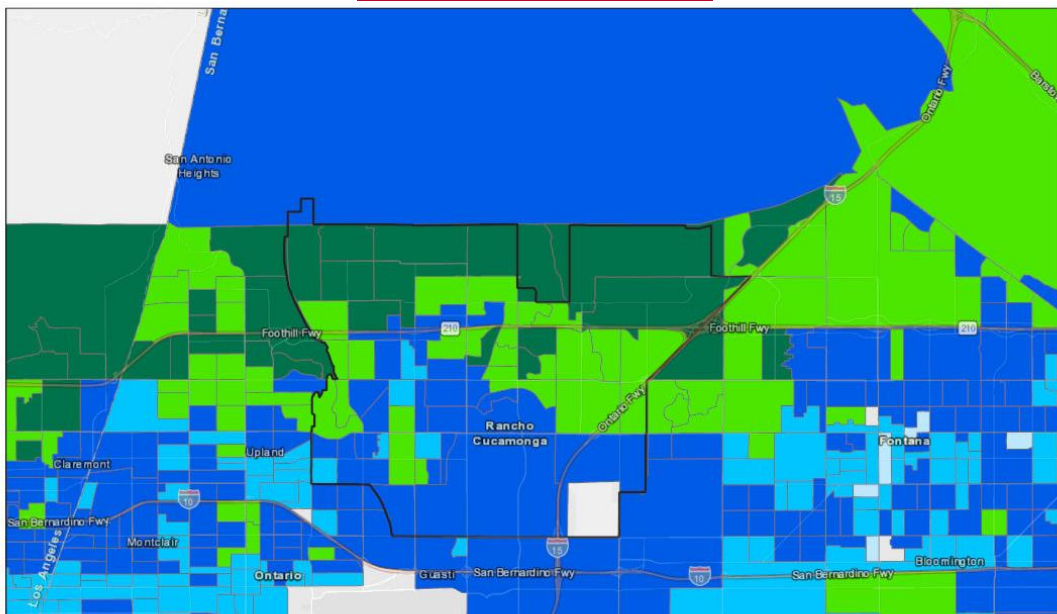 San Berna
Ontario Fwy
Barsto
San Antonio
Heights
15
Foothill Fwy
210
Foothill Fwy
210
Ontario Fwy
Rancho
Cucamonga
Fontana
Upland
Claremont
10
San Bernardino Fwy
Montclair
Los Angeles
Ontario
Guasti
15
San Bernardino Fwy
10
San Bernardino Fwy
Bloomington